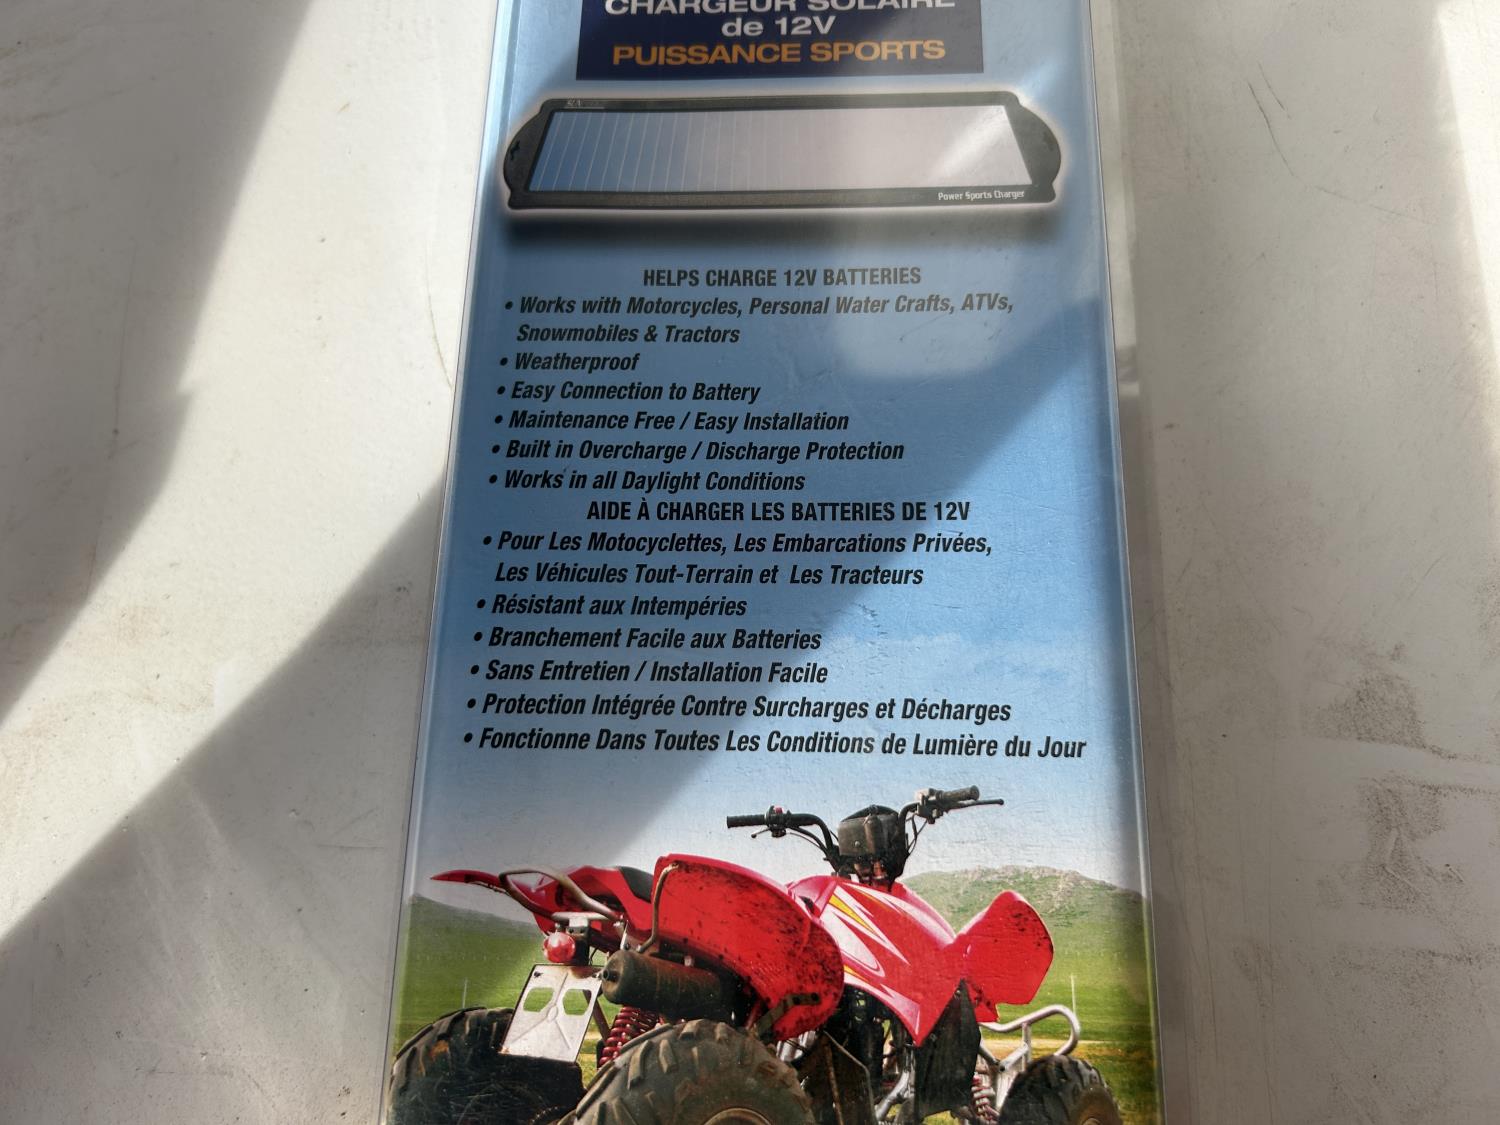 CHARGEUR SOLAIRE
de 12V
PUISSANCE SPORTS
Power Sports Charger
HELPS CHARGE 12V BATTERIES
• Works with Motorcycles, Personal Water Crafts, ATVs,
Snowmobiles & Tractors
• Weatherproof
• Easy Connection to Battery
• Maintenance Free / Easy Installation
• Built in Overcharge / Discharge Protection
• Works in all Daylight Conditions
AIDE À CHARGER LES BATTERIES DE 12V
• Pour Les Motocyclettes, Les Embarcations Privées,
Les Véhicules Tout-Terrain et Les Tracteurs
• Résistant aux Intempéries
• Branchement Facile aux Batteries
• Sans Entretien / Installation Facile
• Protection Intégrée Contre Surcharges et Décharges
• Fonctionne Dans Toutes Les Conditions de Lumière du Jour